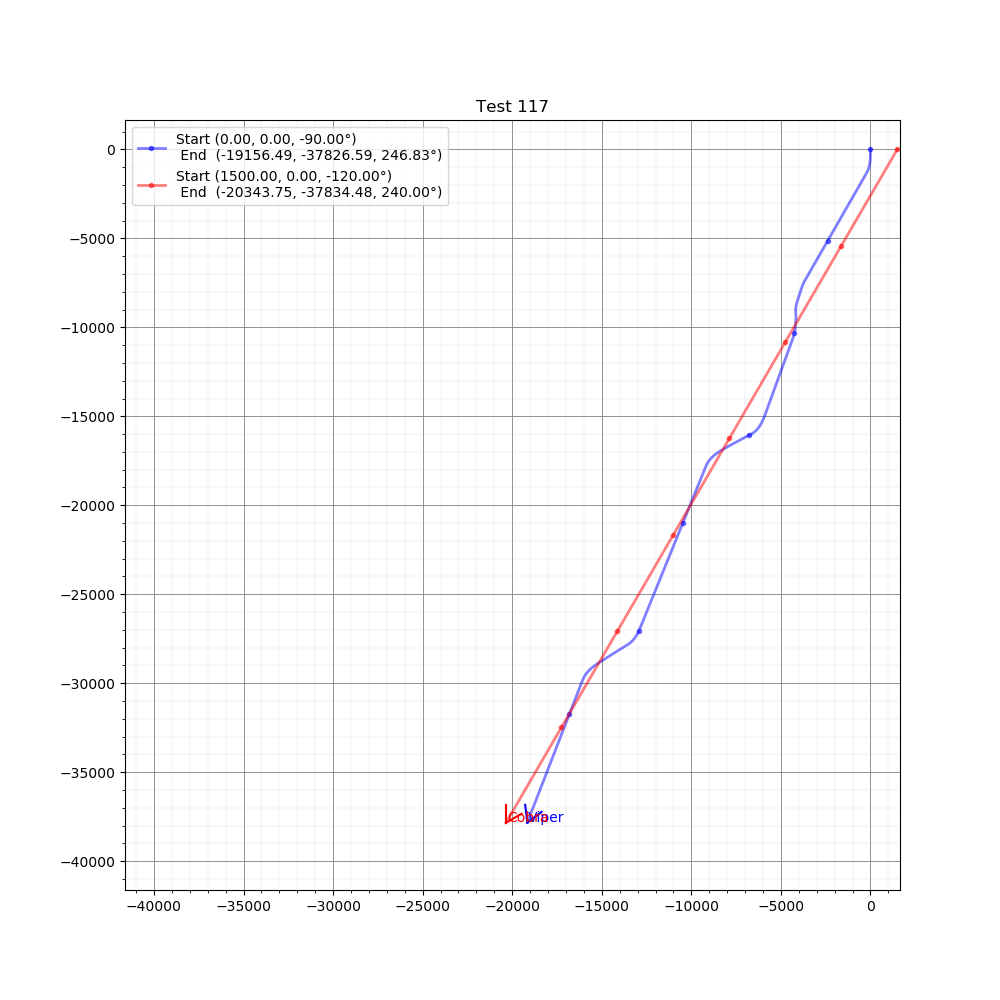 Test 117
Start (0.00, 0.00, -90.00°)
End (-19156.49, -37826.59, 246.83°)
Start (1500.00, 0.00, -120.00°)
End (-20343.75, -37834.48, 240.00°)
0
−5000
−10000
−15000
−20000
−25000
−30000
−35000
−40000
−40000 −35000 −30000 −25000 −20000 −15000 −10000 −5000 0